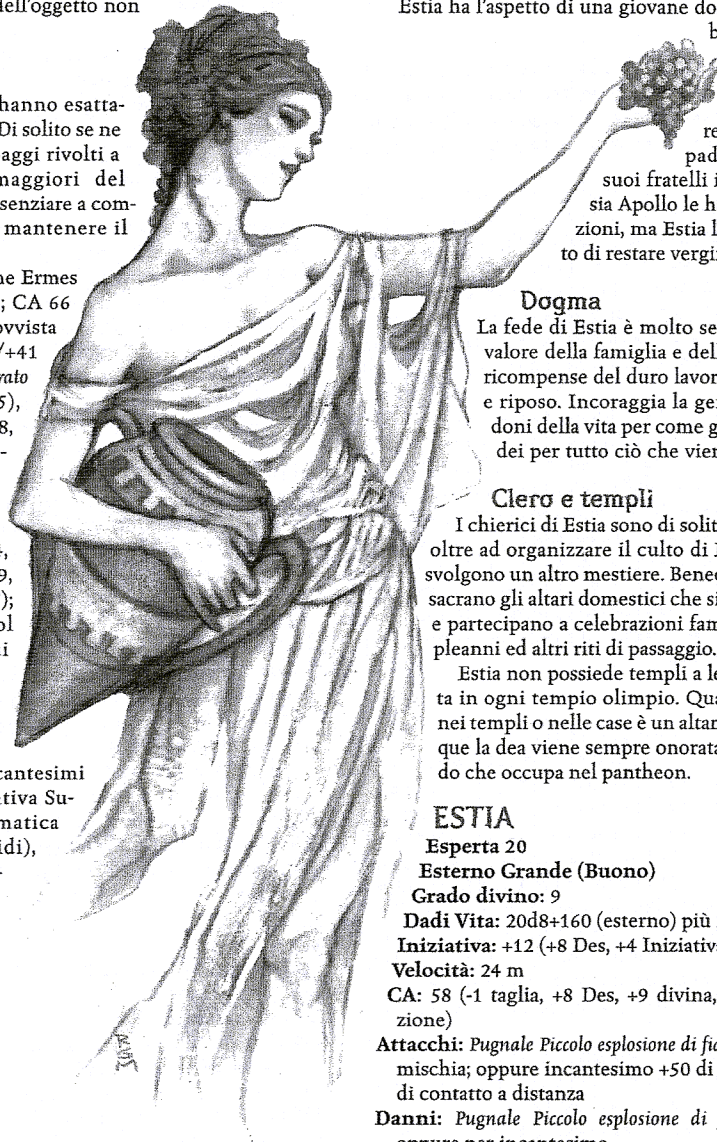 dell'oggetto non
hanno esatta-
Di solito se ne
aggi rivolti a
maggiori del
senziare a com-
mantenere il
ne Ermes
; CA 66
ovvista
/+41
rato
5),
8,
-
4,
9,
);
ol
li
cantesimi
ativa Su-
matica
idi),
-
Estia ha l'aspetto di una giovane do
b
re
pad
suoi fratelli i
sia Apollo le h
zioni, ma Estia l
to di restare vergi
Dogma
La fede di Estia è molto se
valore della famiglia e del
ricompense del duro lavor
e riposo. Incoraggia la ge
doni della vita per come g
dei per tutto ciò che vien
Clero e templi
I chierici di Estia sono di solit
oltre ad organizzare il culto di
svolgono un altro mestiere. Bened
sacrano gli altari domestici che si
e partecipano a celebrazioni fam
pleanni ed altri riti di passaggio.
Estia non possiede templi a le
ta in ogni tempio olimpio. Qua
nei templi o nelle case è un altar
que la dea viene sempre onorata
do che occupa nel pantheon.
ESTIA
Esperta 20
Esterno Grande (Buono)
Grado divino: 9
Dadi Vita: 20d8+160 (esterno) più
Iniziativa: +12 (+8 Des, +4 Iniziativ
Velocità: 24 m
CA: 58 (-1 taglia, +8 Des, +9 divina,
zione)
Attacchi: Pugnale Piccolo esplosione di
mischia; oppure incantesimo +50 di
di contatto a distanza
Danni: Pugnale Piccolo esplosione di
oppure per incantesimo